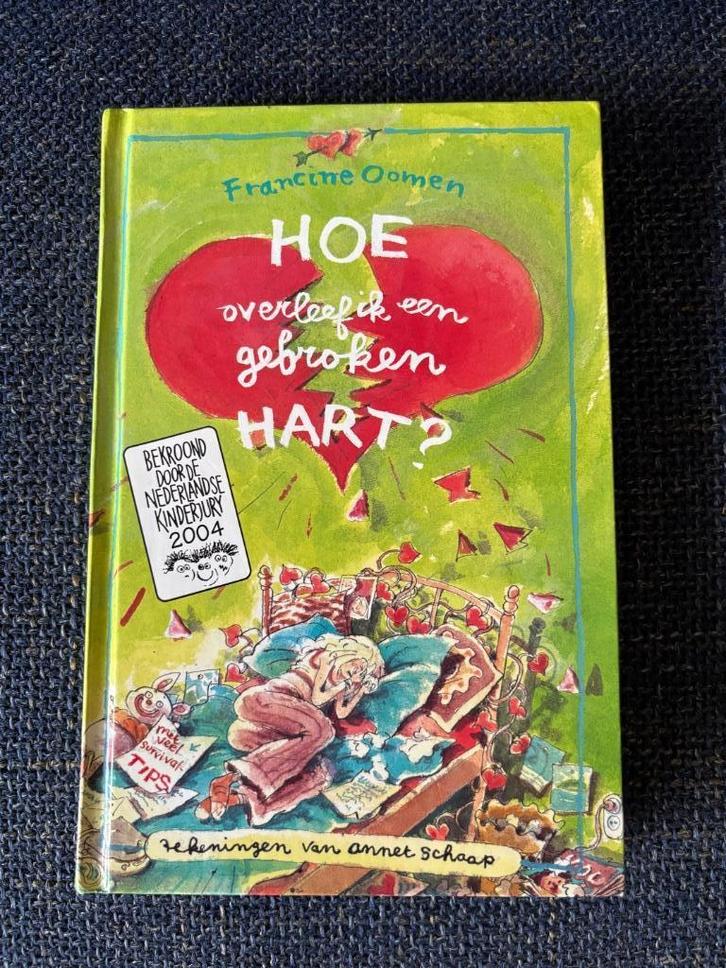 Francine Oomen
HOE
overleef ik een
gebroken
HART?
BEKROOND
DOOR DE
NEDERLANDSE
KINDERJURY
2004
met
veel
survival-
TIPS
tekeningen van annet schaap